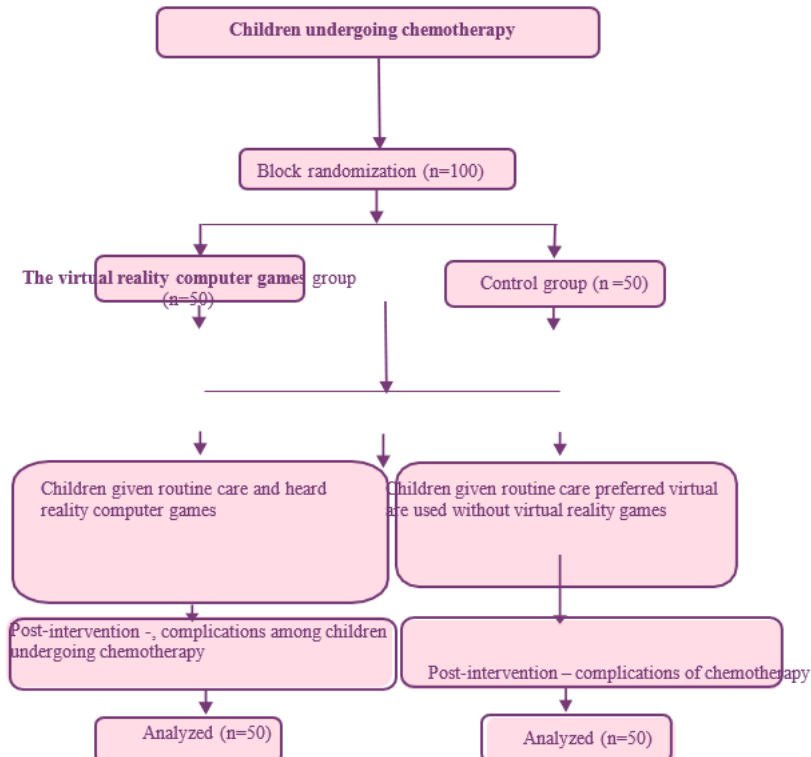 Children undergoing chemotherapy
Block randomization (n=100)
The virtual reality computer games group
(n=50)
Control group (n =50)
Children given routine care and heard
reality computer games
Children given routine care preferred virtual
are used without virtual reality games
Post-intervention -, complications among children
undergoing chemotherapy
Post-intervention – complications of chemotherapy
Analyzed (n=50)
Analyzed (n=50)